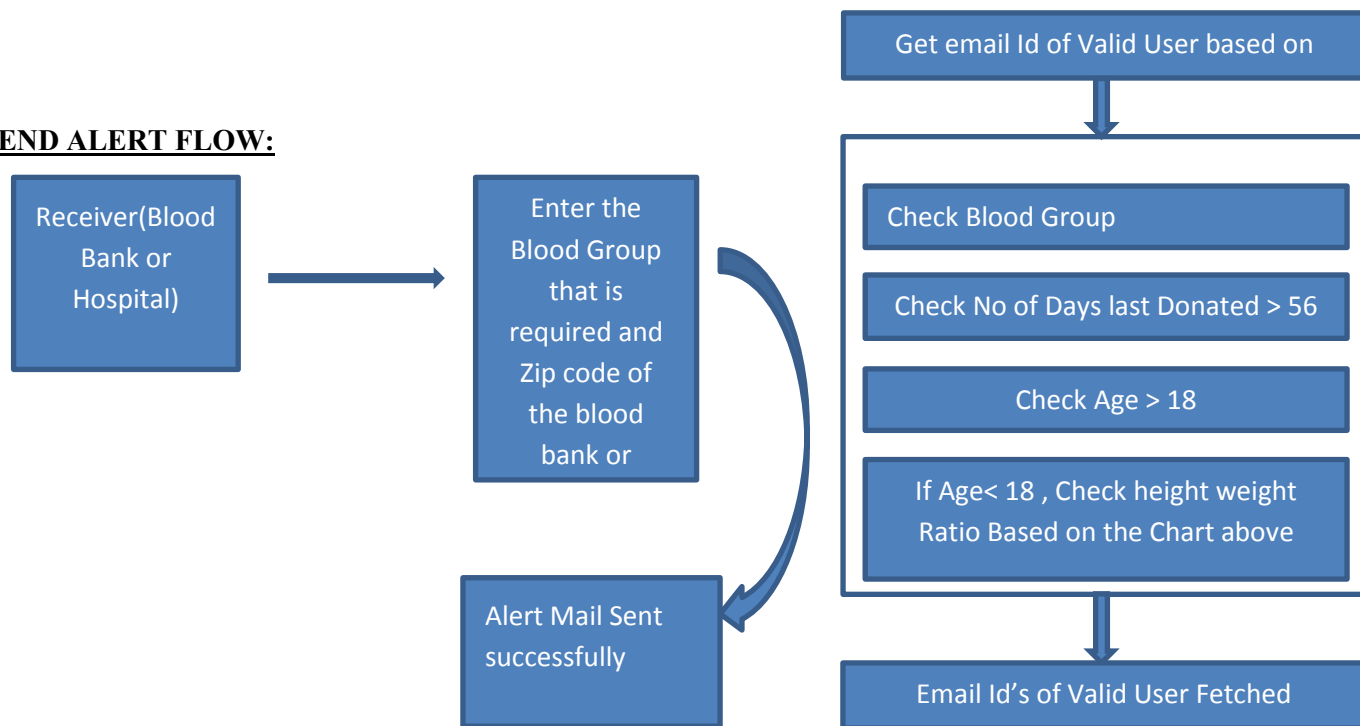 END ALERT FLOW:
Receiver(Blood
Bank or
Hospital)
Enter the
Blood Group
that is
required and
Zip code of
the blood
bank or
Alert Mail Sent
successfully
Get email Id of Valid User based on
Check Blood Group
Check No of Days last Donated > 56
Check Age > 18
If Age< 18 , Check height weight
Ratio Based on the Chart above
Email Id’s of Valid User Fetched